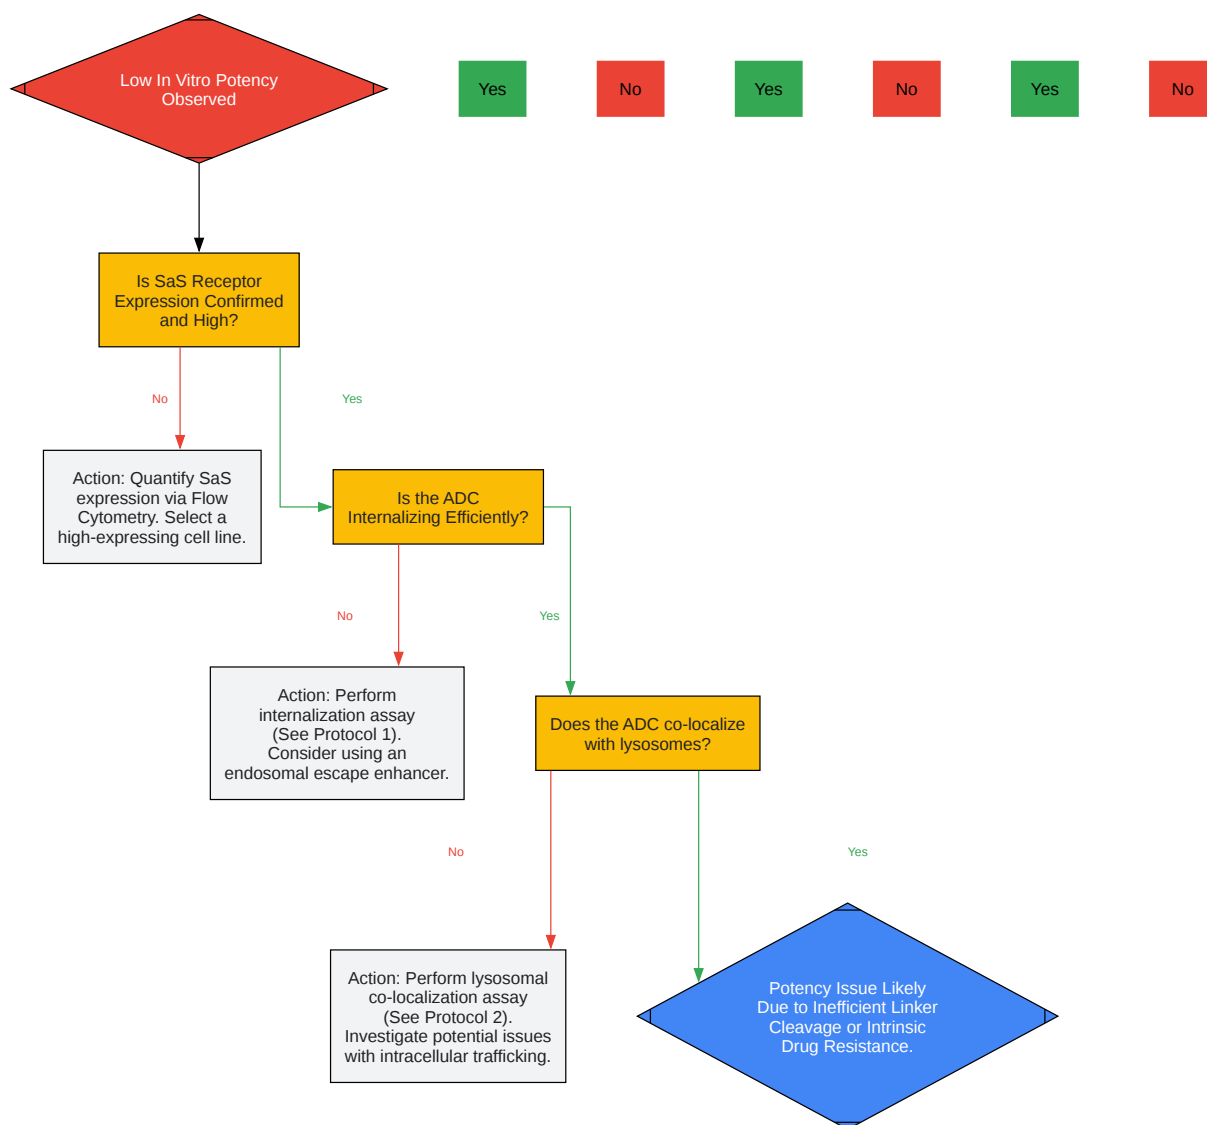 Low In Vitro Potency
Observed
Yes
No
Yes
No
Yes
No
Is SaS Receptor
Expression Confirmed
and High?
No
Yes
Action: Quantify SaS
expression via Flow
Cytometry. Select a
high-expressing cell line.
Is the ADC
Internalizing Efficiently?
No
Yes
Action: Perform
internalization assay
(See Protocol 1).
Consider using an
endosomal escape enhancer.
Does the ADC co-localize
with lysosomes?
No
Yes
Action: Perform lysosomal
co-localization assay
(See Protocol 2).
Investigate potential issues
with intracellular trafficking.
Potency Issue Likely
Due to Inefficient Linker
Cleavage or Intrinsic
Drug Resistance.